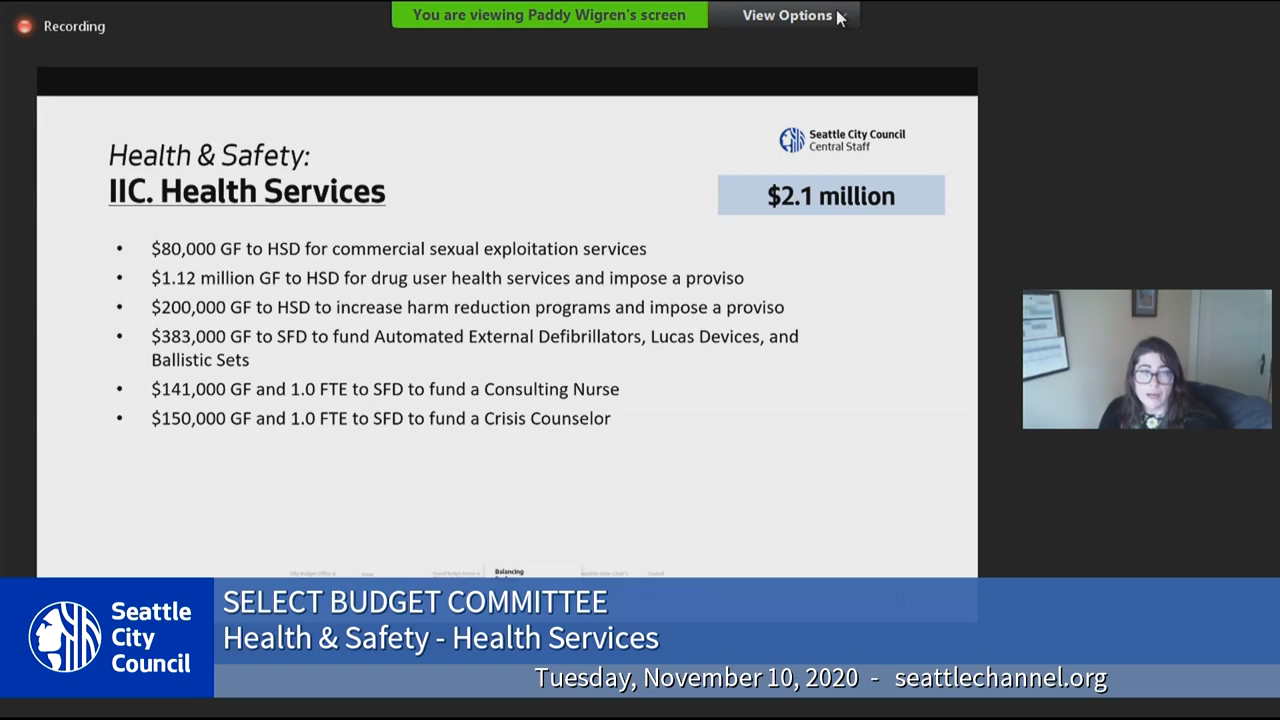 You are viewing Paddy Wigren's screen
View Options
Recording
Health & Safety:
IIC. Health Services
Seattle City Council
Central Staff
$2.1 million
• $80,000 GF to HSD for commercial sexual exploitation services
• $1.12 million GF to HSD for drug user health services and impose a proviso
• $200,000 GF to HSD to increase harm reduction programs and impose a proviso
• $383,000 GF to SFD to fund Automated External Defibrillators, Lucas Devices, and
Ballistic Sets
• $141,000 GF and 1.0 FTE to SFD to fund a Consulting Nurse
• $150,000 GF and 1.0 FTE to SFD to fund a Crisis Counselor
Balancing
Seattle
City
Council
SELECT BUDGET COMMITTEE
Health & Safety - Health Services
Tuesday, November 10, 2020 - seattlechannel.org